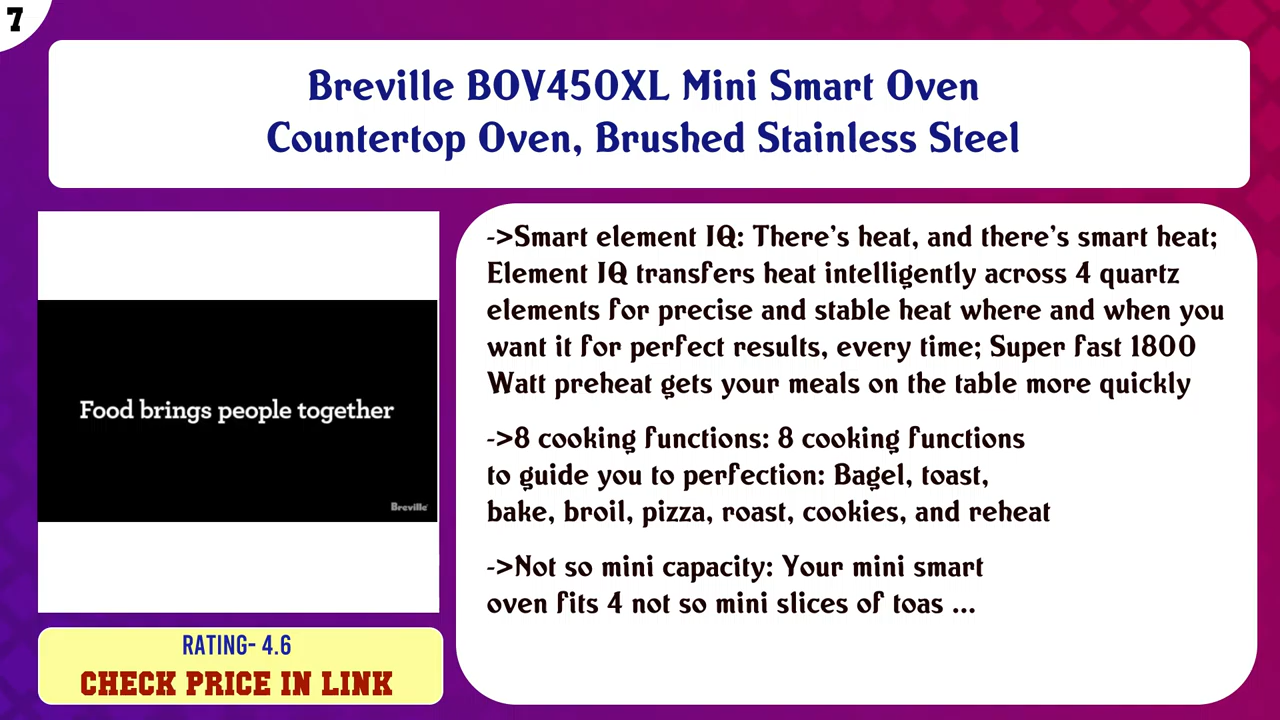 7
Breville BOV450XL Mini Smart Oven
Countertop Oven, Brushed Stainless Steel
->Smart element IQ: There's heat, and there's smart heat;
Element IQ transfers heat intelligently across 4 quartz
elements for precise and stable heat where and when you
want it for perfect results, every time; Super fast 1800
Watt preheat gets your meals on the table more quickly
->8 cooking functions: 8 cooking functions
to guide you to perfection: Bagel, toast,
bake, broil, pizza, roast, cookies, and reheat
->Not so mini capacity: Your mini smart
oven fits 4 not so mini slices of toas ...
Food brings people together
Breville
RATING- 4.6
CHECK PRICE IN LINK